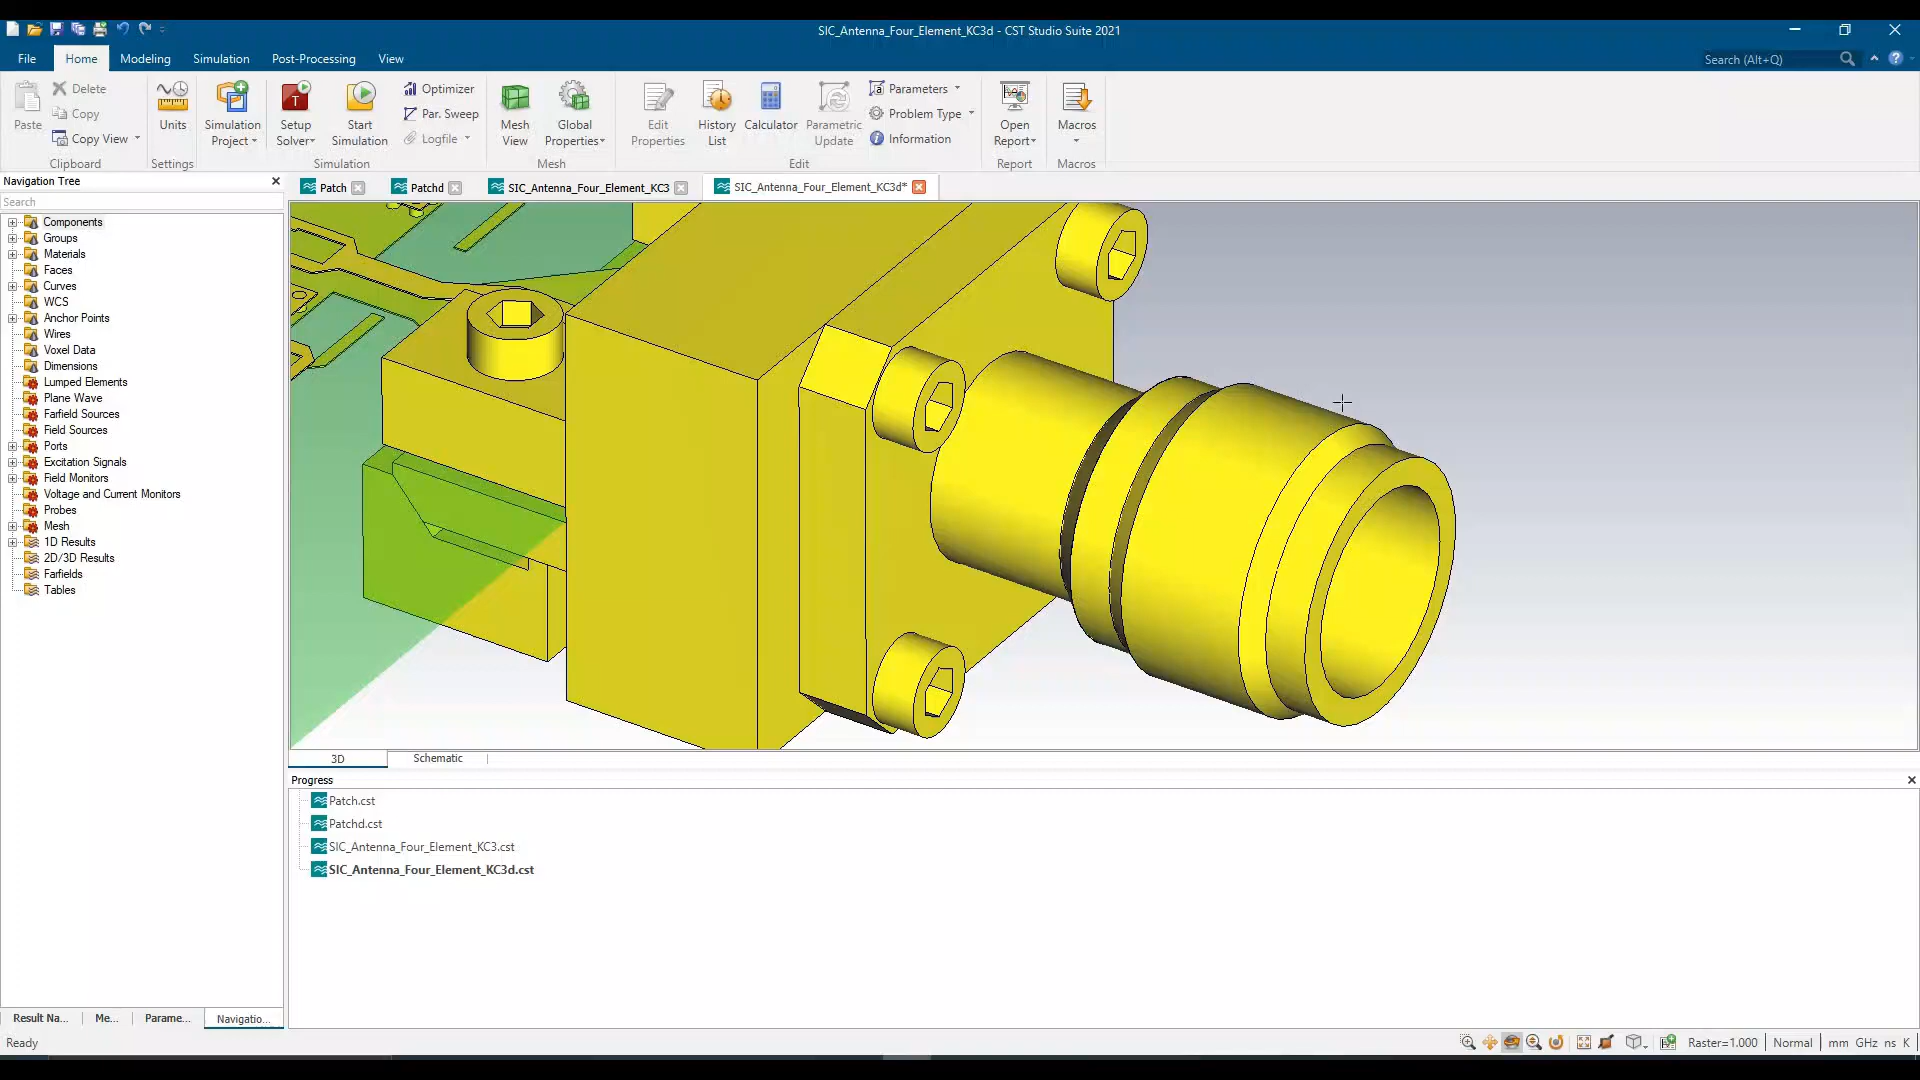 SIC_Antenna_Four_Element_KC3d - CST Studio Suite 2021
File Home Modeling Simulation Post-Processing View Search (Alt+Q)
Paste Delete Copy Copy View Units Simulation Project Setup Solver Start Simulation Optimizer Par. Sweep Logfile Mesh View Global Properties Edit Properties History List Calculator Parametric Update Parameters Problem Type Information Open Report Macros
Clipboard Settings Simulation Mesh Edit Report Macros
Navigation Tree
Patch Patchd SIC_Antenna_Four_Element_KC3 SIC_Antenna_Four_Element_KC3d*
Search
Components
Groups
Materials
Faces
Curves
WCS
Anchor Points
Wires
Voxel Data
Dimensions
Lumped Elements
Plane Wave
Farfield Sources
Field Sources
Ports
Excitation Signals
Field Monitors
Voltage and Current Monitors
Probes
Mesh
1D Results
2D/3D Results
Farfields
Tables
3D Schematic
Progress
Patch.cst
Patchd.cst
SIC_Antenna_Four_Element_KC3.cst
SIC_Antenna_Four_Element_KC3d.cst
Result Na... Me... Parame... Navigatio...
Ready Raster=1.000 Normal mm GHz ns K